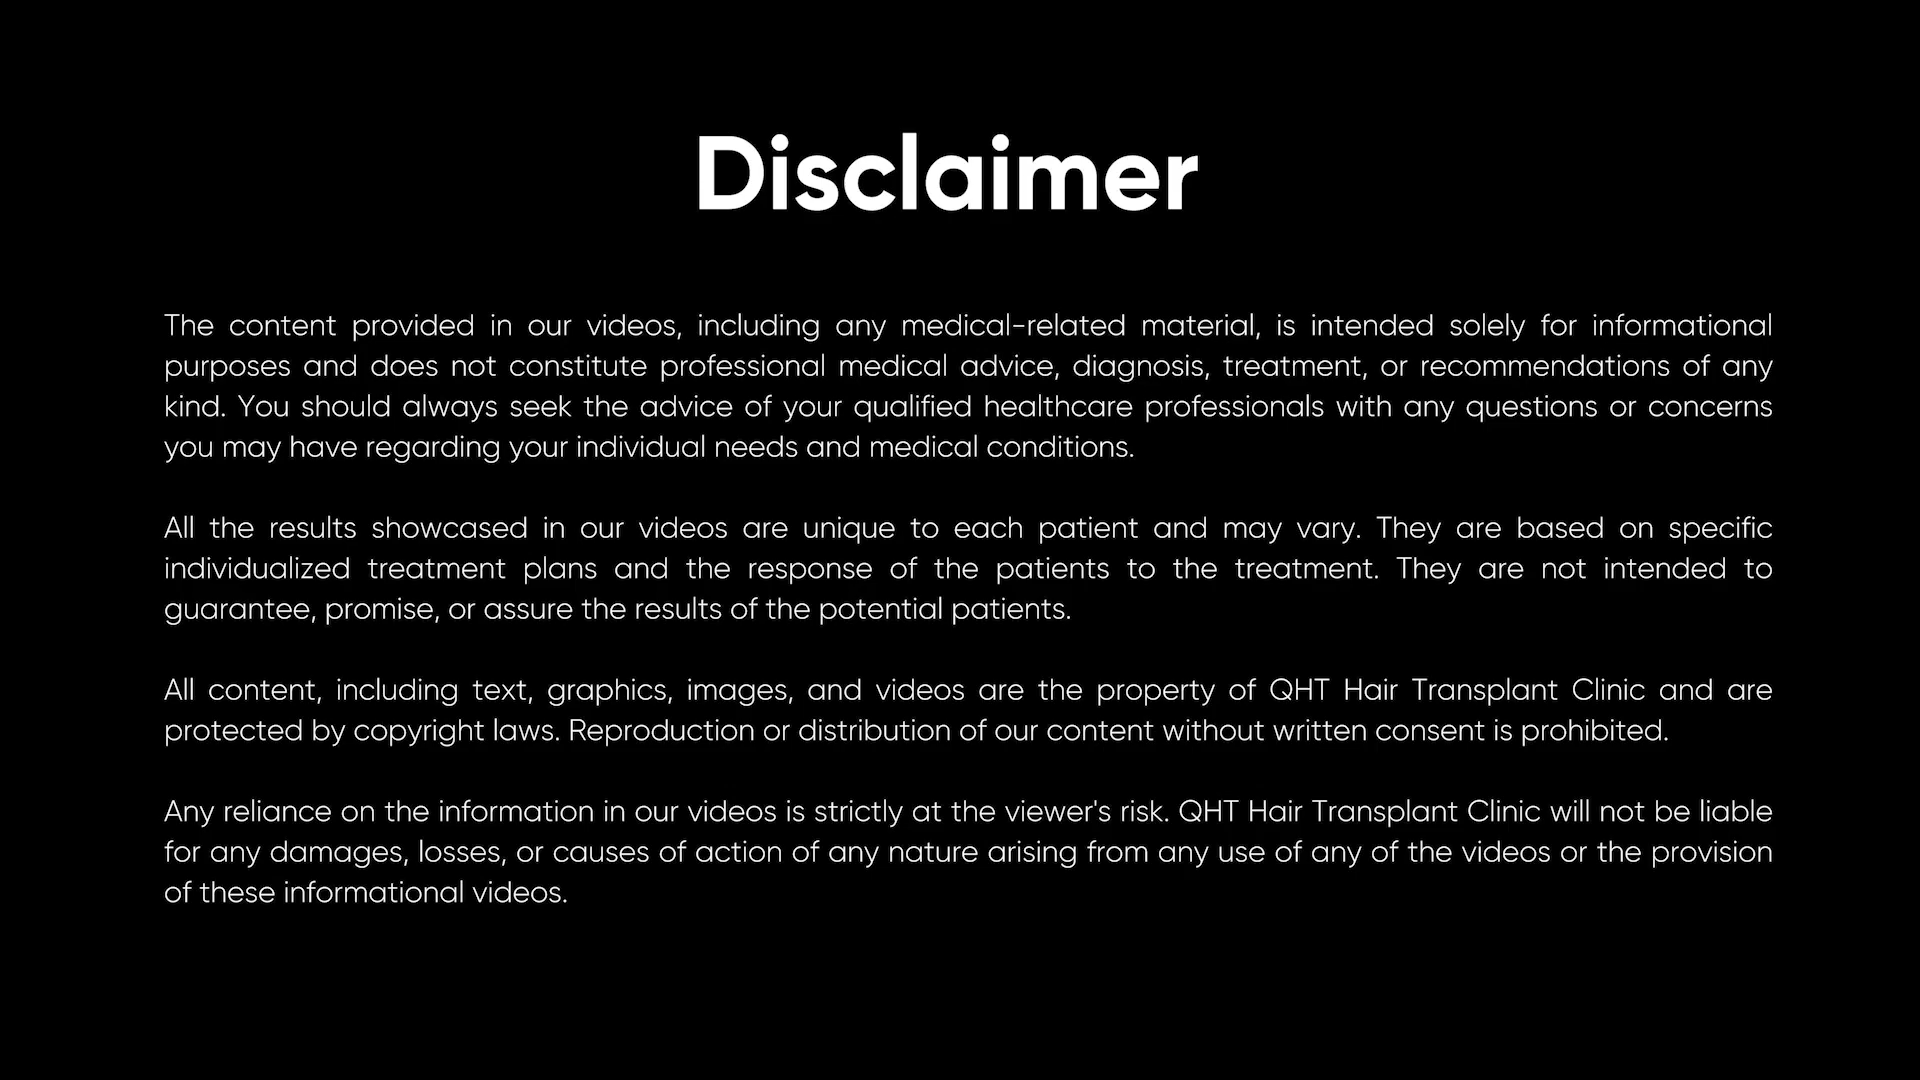 Disclaimer
The content provided in our videos, including any medical-related material, is intended solely for informational
purposes and does not constitute professional medical advice, diagnosis, treatment, or recommendations of any
kind. You should always seek the advice of your qualified healthcare professionals with any questions or concerns
you may have regarding your individual needs and medical conditions.
All the results showcased in our videos are unique to each patient and may vary. They are based on specific
individualized treatment plans and the response of the patients to the treatment. They are not intended to
guarantee, promise, or assure the results of the potential patients.
All content, including text, graphics, images, and videos are the property of QHT Hair Transplant Clinic and are
protected by copyright laws. Reproduction or distribution of our content without written consent is prohibited.
Any reliance on the information in our videos is strictly at the viewer's risk. QHT Hair Transplant Clinic will not be liable
for any damages, losses, or causes of action of any nature arising from any use of any of the videos or the provision
of these informational videos.